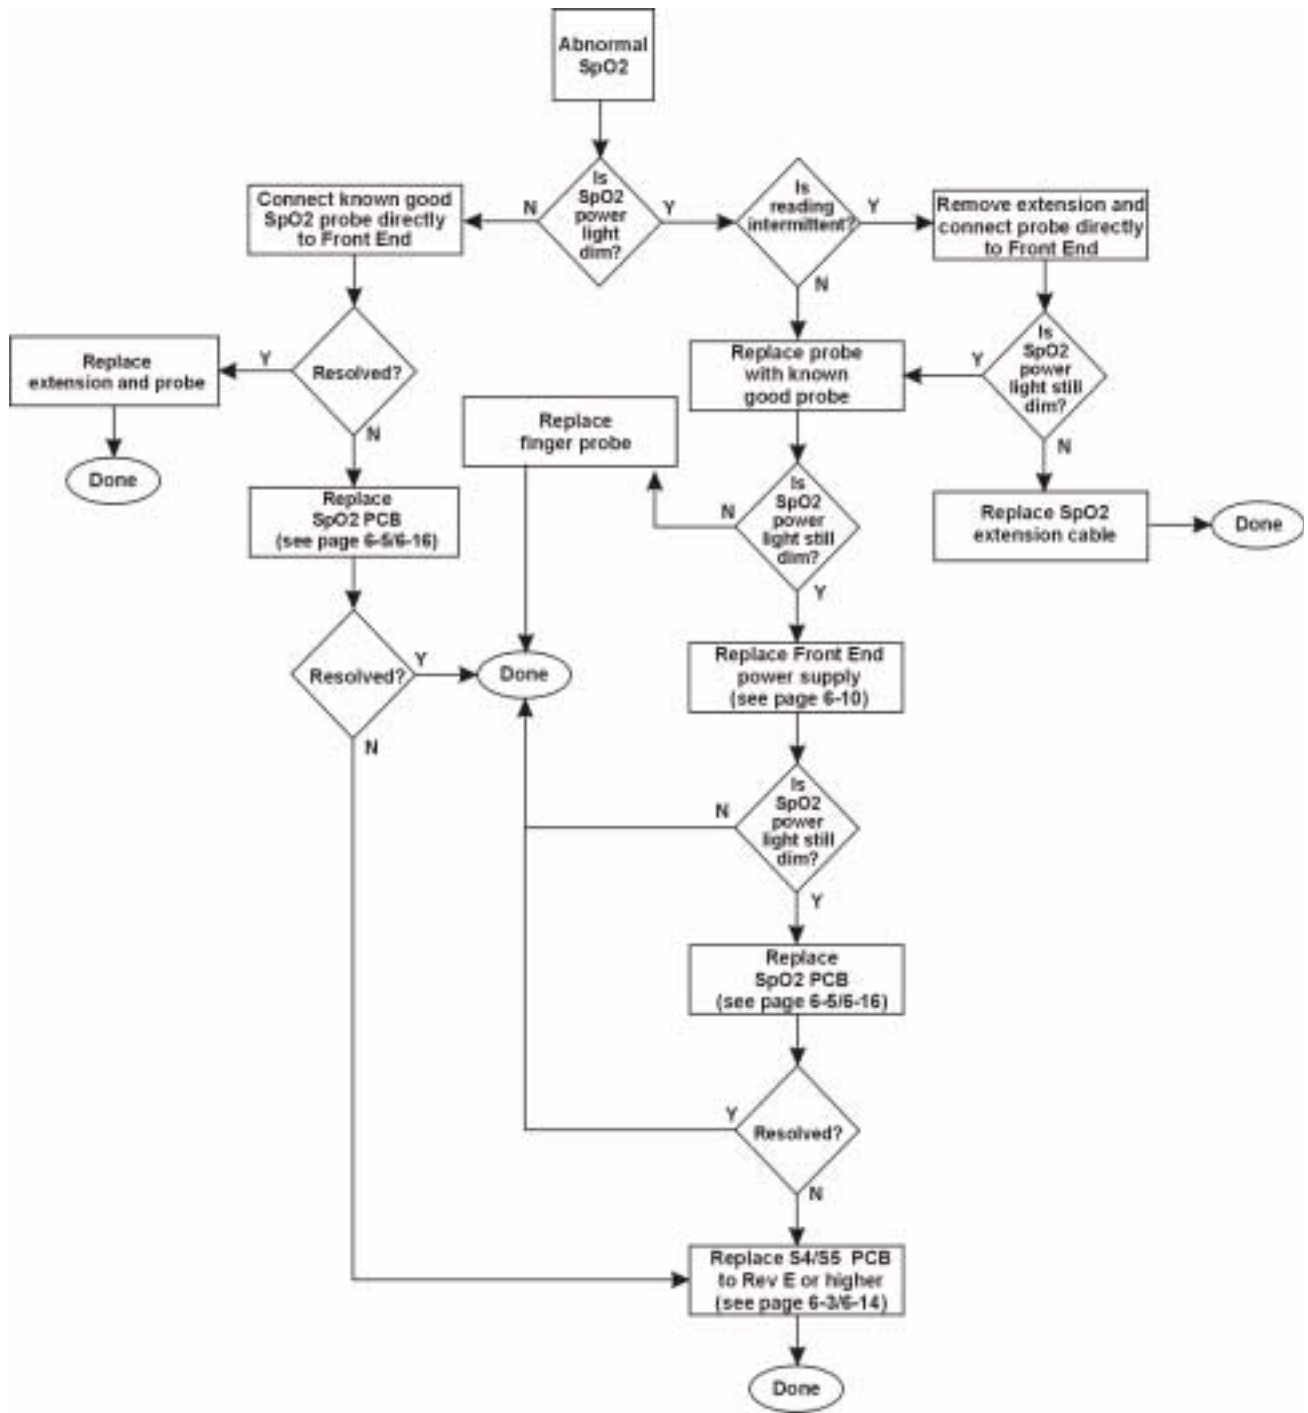 Abnormal
SpO2
Is
SpO2
power
light
dim?
N
Y
Connect known good
SpO2 probe directly
to Front End
Is
reading
intermittent?
Y
N
Remove extension and
connect probe directly
to Front End
Resolved?
Y
N
Replace
extension and probe
Done
Replace probe
with known
good probe
Is
SpO2
power
light still
dim?
Y
N
Replace
finger probe
Replace
SpO2 PCB
(see page 6-5/6-16)
Is
SpO2
power
light still
dim?
N
Y
Replace SpO2
extension cable
Done
Resolved?
Y
N
Done
Replace Front End
power supply
(see page 6-10)
Is
SpO2
power
light still
dim?
N
Y
Replace
SpO2 PCB
(see page 6-5/6-16)
Resolved?
Y
N
Replace S4/S5 PCB
to Rev E or higher
(see page 6-3/6-14)
Done